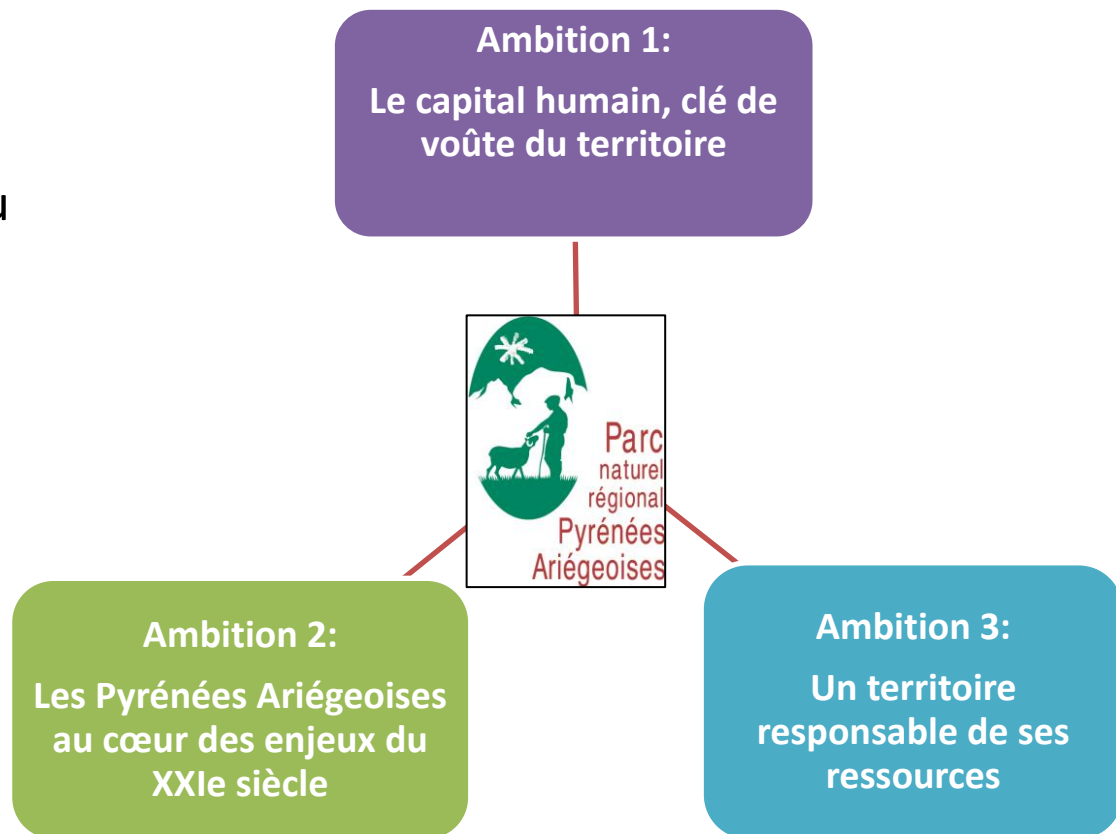 Ambition 1:
Le capital humain, clé de
voûte du territoire
u
Parc
naturel
régional
Pyrénées
Ariégeoises
Ambition 2:
Les Pyrénées Ariégeoises
au cœur des enjeux du
XXIe siècle
Ambition 3:
Un territoire
responsable de ses
ressources